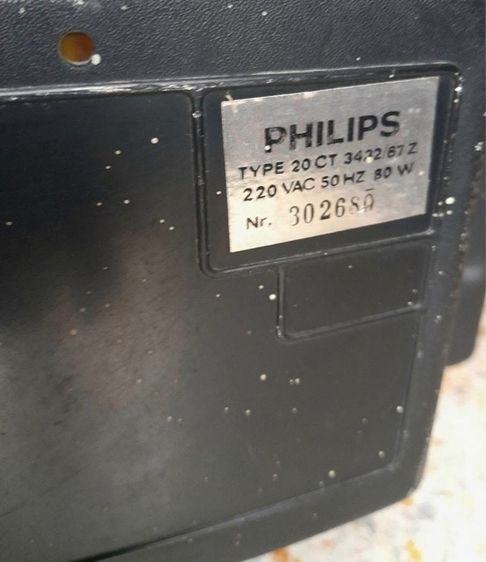 PHILIPS
TYPE 20 CT 3422/67 Z
220 VAC 50 HZ 80 W
Nr. 302680